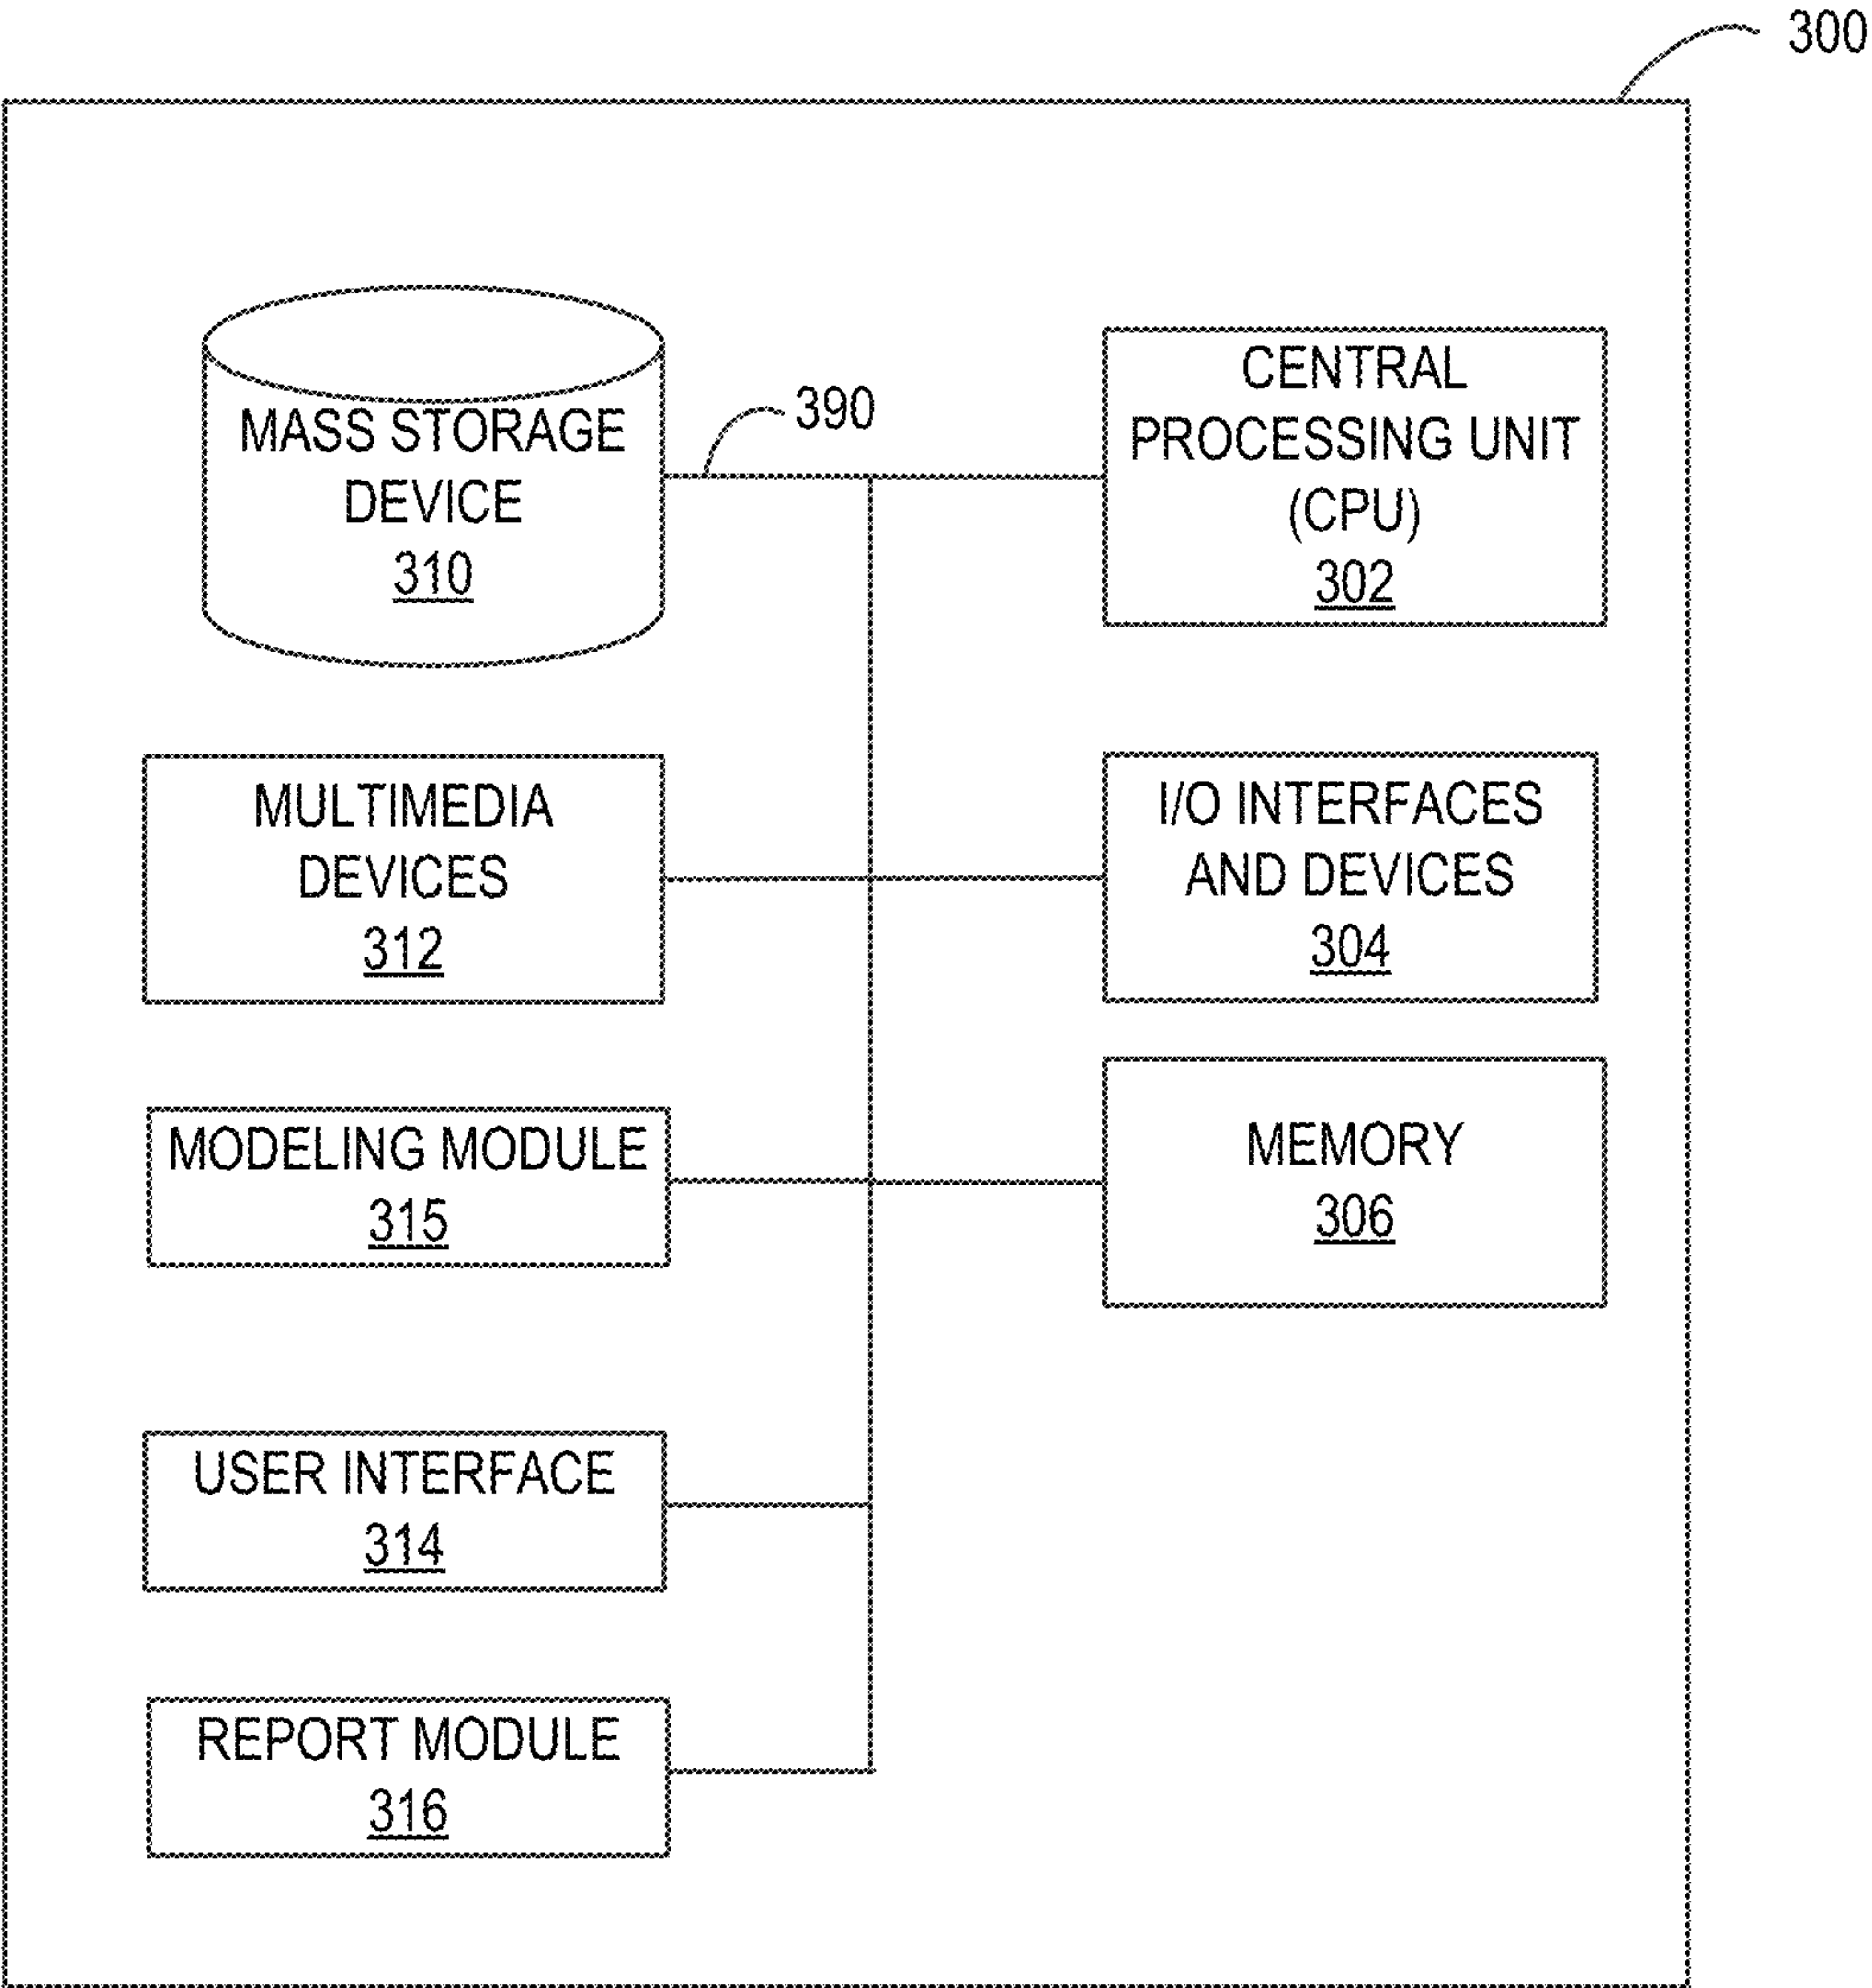 300
MASS STORAGE
DEVICE
310
390
CENTRAL
PROCESSING UNIT
(CPU)
302
MULTIMEDIA
DEVICES
312
I/O INTERFACES
AND DEVICES
304
MODELING MODULE
315
MEMORY
306
USER INTERFACE
314
REPORT MODULE
316